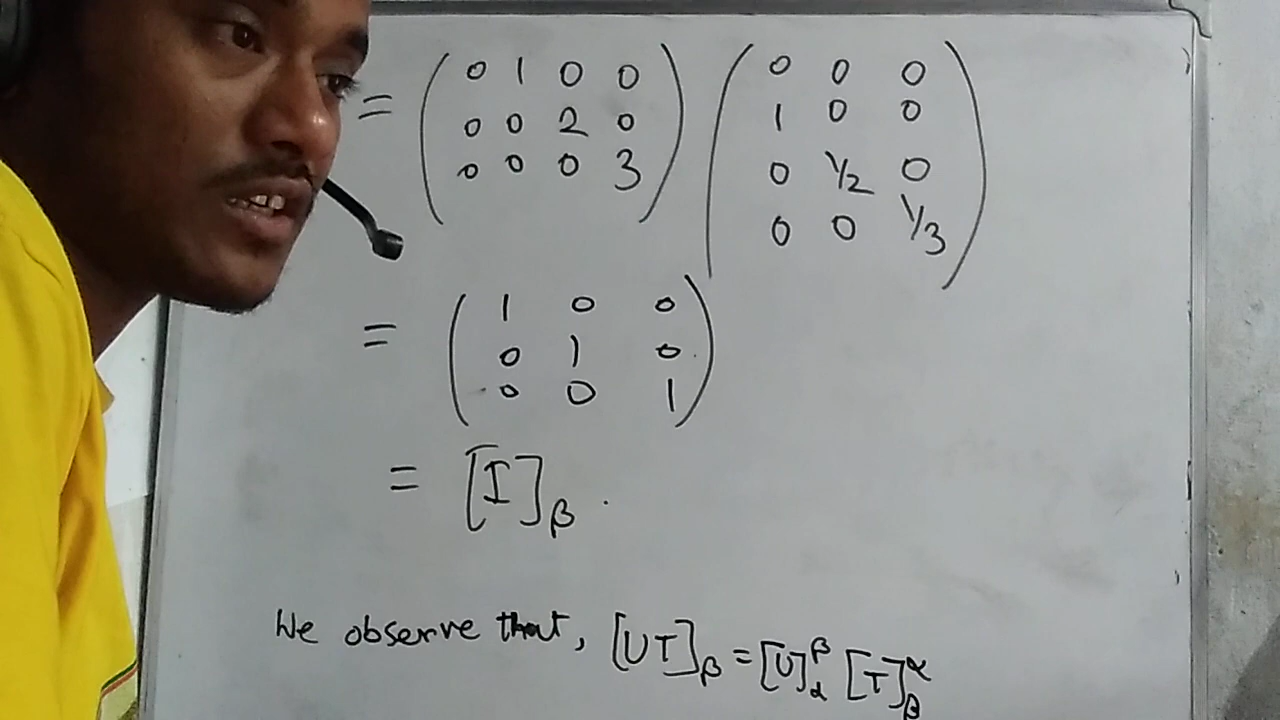 = ( 0 1 0 0 ) ( 0 0 0 )
0 0 2 0   1 0 0
0 0 0 3   0 1/2 0
0 0 1/3
= ( 1 0 0 )
0 1 0
0 0 1
= [I]β .
We observe that, [UT]β = [U]αβ [T]βα